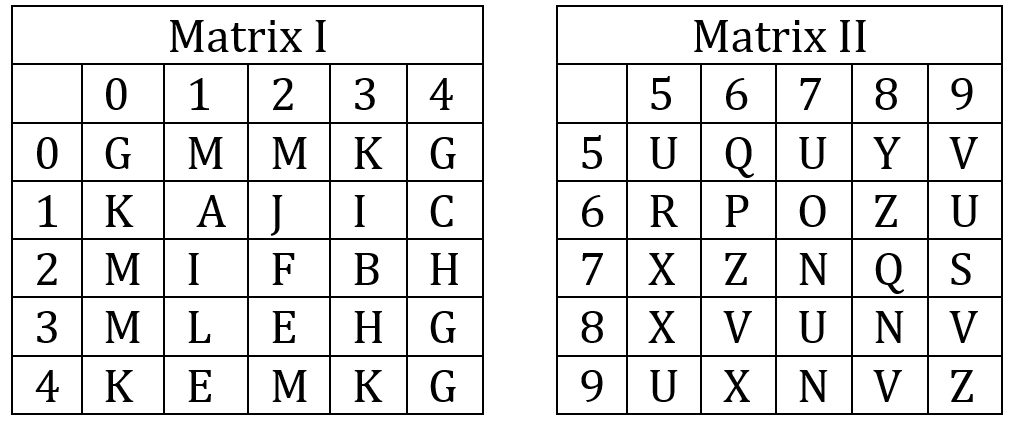 Matrix I Matrix II
0 1 2 3 4 5 6 7 8 9
0 G M M K G 5 U Q U Y V
1 K A J I C 6 R P O Z U
2 M I F B H 7 X Z N Q S
3 M L E H G 8 X V U N V
4 K E M K G 9 U X N V Z